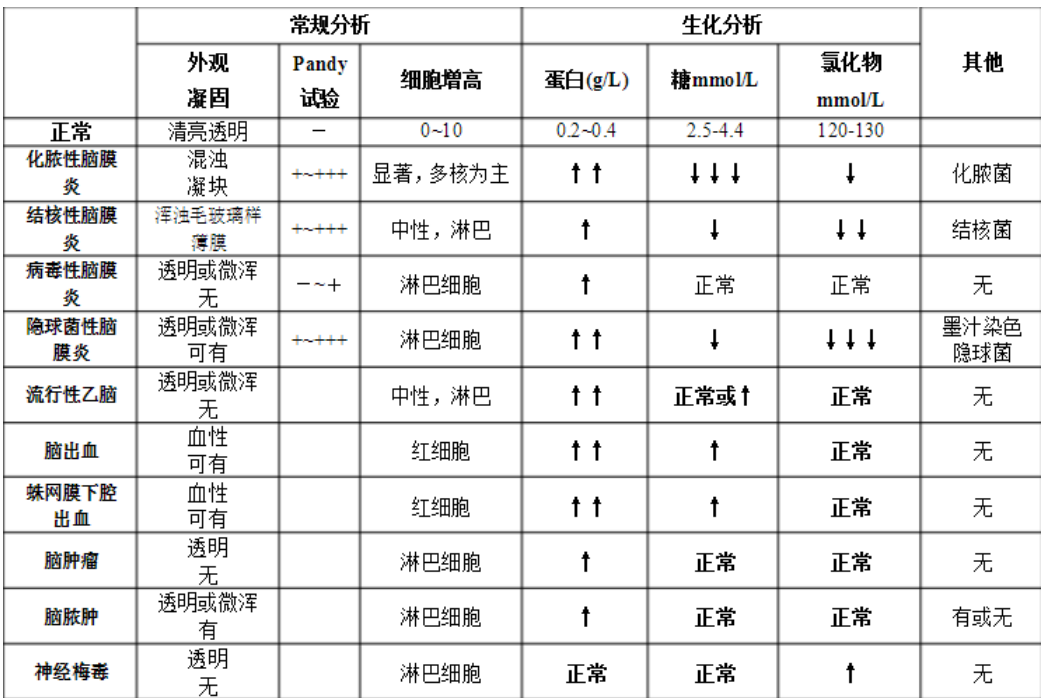 常规分析 生化分析
外观 凝固 Pandy 试验 细胞增高 蛋白(g/L) 糖mmol/L 氯化物 mmol/L 其他
正常 清亮透明 － 0~10 0.2~0.4 2.5-4.4 120-130
化脓性脑膜炎 混浊 凝块 +~+++ 显著，多核为主 ↑↑ ↓↓↓ ↓ 化脓菌
结核性脑膜炎 浑浊毛玻璃样 薄膜 +~+++ 中性，淋巴 ↑ ↓ ↓↓ 结核菌
病毒性脑膜炎 透明或微浑 无 －~+ 淋巴细胞 ↑ 正常 正常 无
隐球菌性脑膜炎 透明或微浑 可有 +~+++ 淋巴细胞 ↑↑ ↓ ↓↓↓ 墨汁染色 隐球菌
流行性乙脑 透明或微浑 无 中性，淋巴 ↑↑ 正常或↑ 正常 无
脑出血 血性 可有 红细胞 ↑↑ ↑ 正常 无
蛛网膜下腔出血 血性 可有 红细胞 ↑↑ ↑ 正常 无
脑肿瘤 透明 无 淋巴细胞 ↑ 正常 正常 无
脑脓肿 透明或微浑 有 淋巴细胞 ↑ 正常 正常 有或无
神经梅毒 透明 无 淋巴细胞 正常 正常 ↑ 无